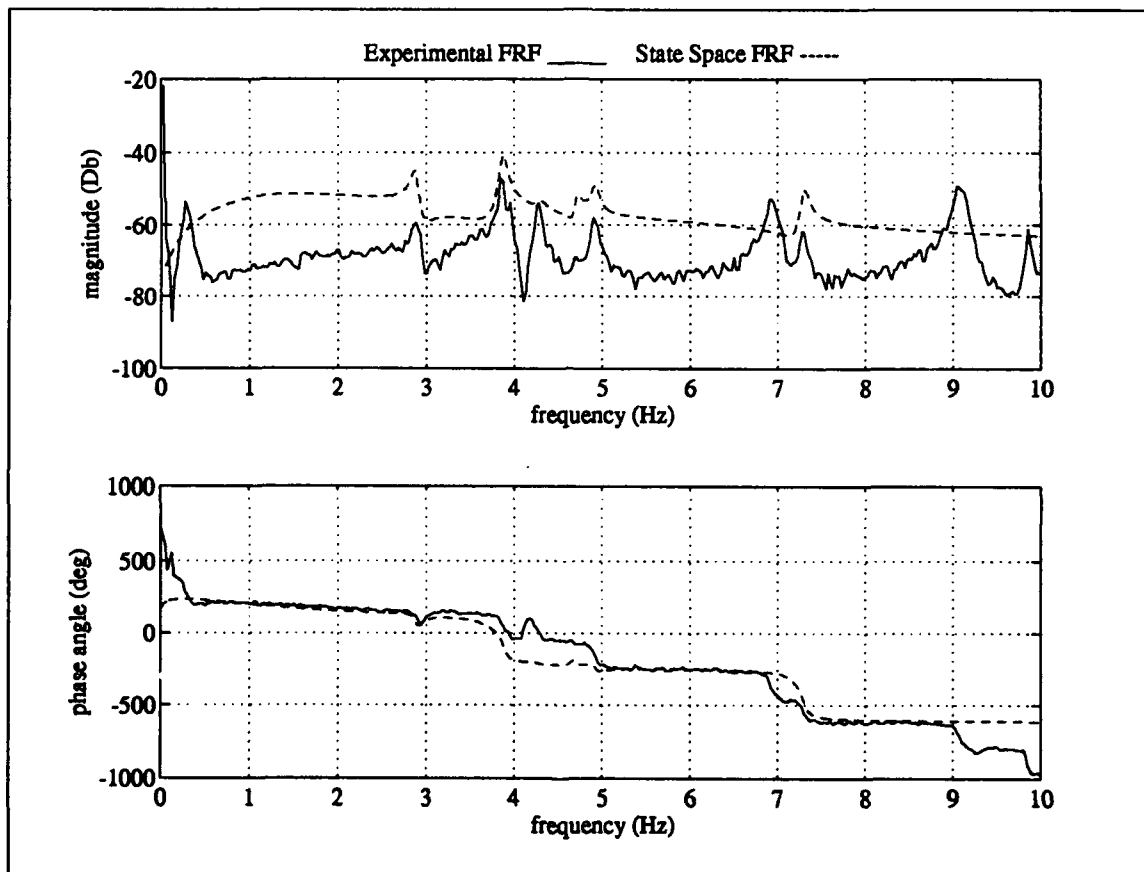 Experimental FRF State Space FRF
-20
-40
-60
-80
-100
magnitude (Db)
0 1 2 3 4 5 6 7 8 9 10
frequency (Hz)
1000
500
0
-500
-1000
phase angle (deg)
0 1 2 3 4 5 6 7 8 9 10
frequency (Hz)